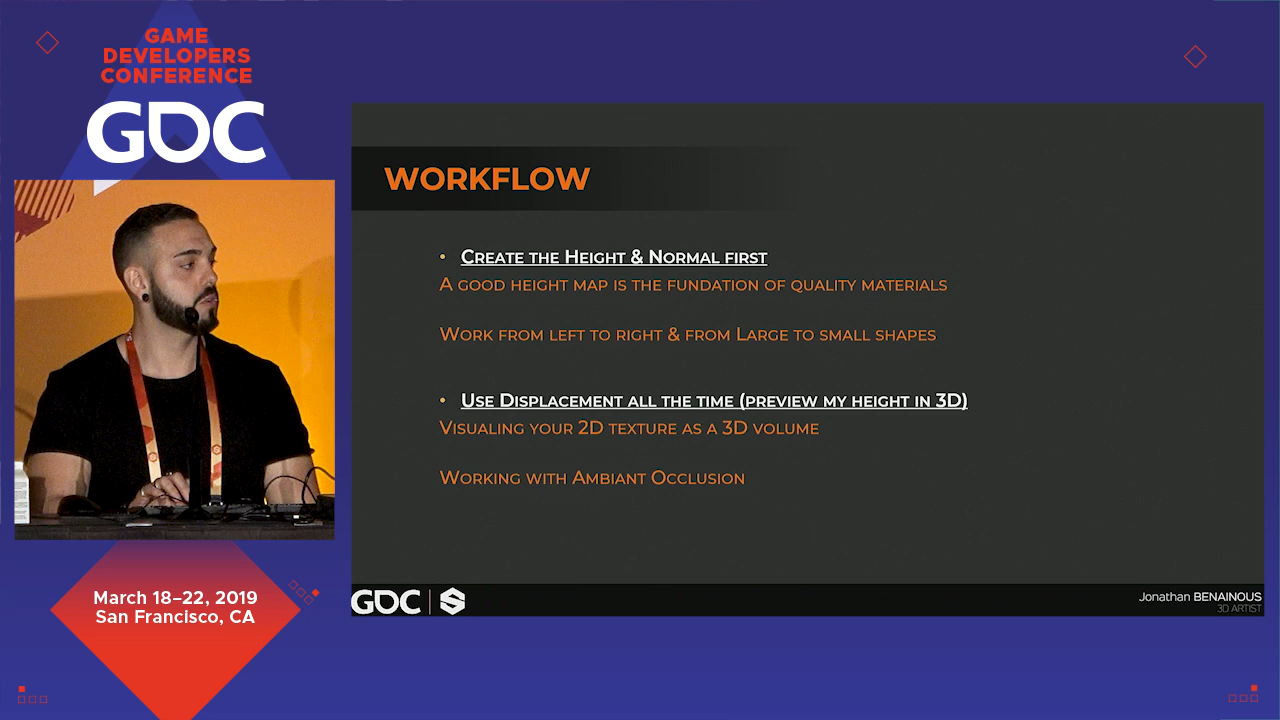 GAME
DEVELOPERS
CONFERENCE
GDC
WORKFLOW
• Create the Height & Normal first
A good height map is the fundation of quality materials
Work from left to right & from Large to small shapes
• Use Displacement all the time (preview my height in 3D)
Visualing your 2D texture as a 3D volume
Working with Ambiant Occlusion
March 18–22, 2019
San Francisco, CA
GDC
Jonathan BENAINOUS
3D ARTIST